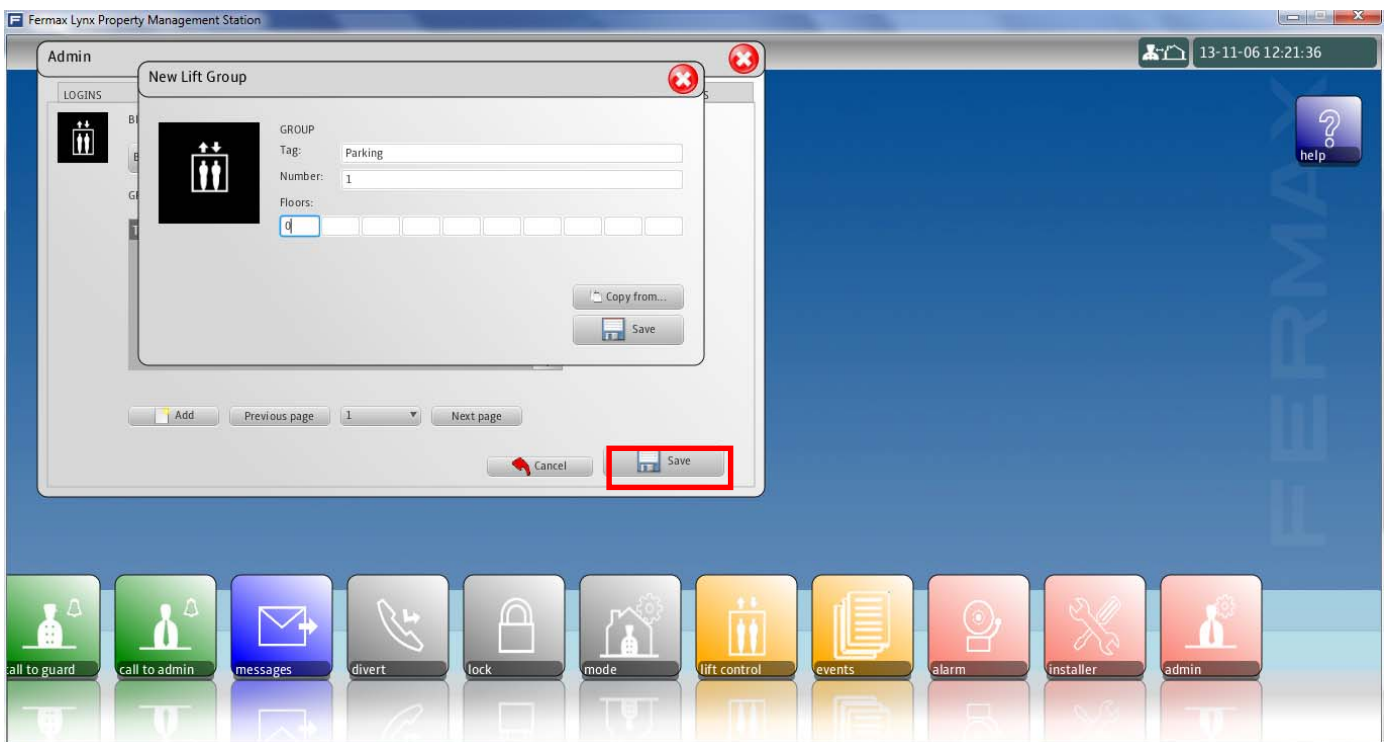 Fermax Lynx Property Management Station
Admin
13-11-06 12:21:36
New Lift Group
LOGINS
GROUP
Tag: Parking
Number: 1
Floors:
0
help
Copy from...
Save
Add Previous page 1 Next page
Cancel Save
FERMAX
call to guard call to admin messages divert lock mode lift control events alarm installer admin